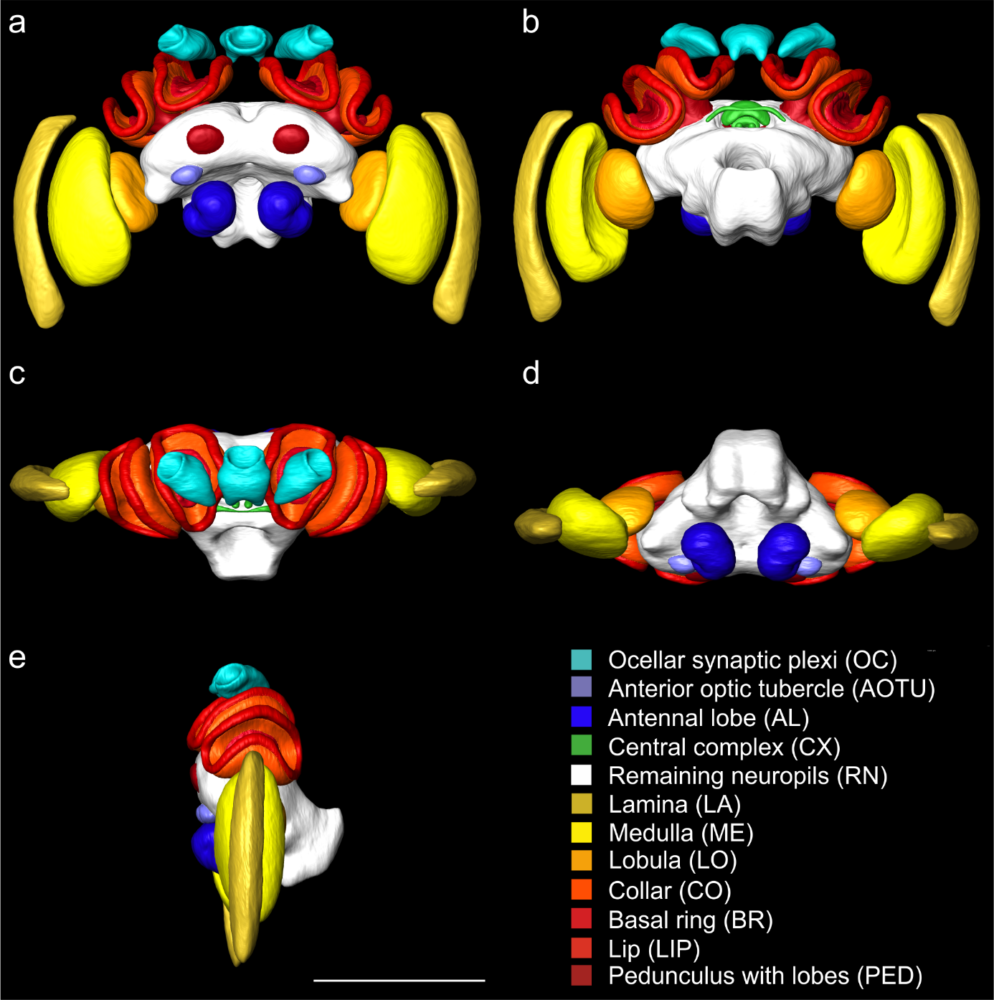 a
b
c
d
e
Ocellar synaptic plexi (OC)
Anterior optic tubercle (AOTU)
Antennal lobe (AL)
Central complex (CX)
Remaining neuropils (RN)
Lamina (LA)
Medulla (ME)
Lobula (LO)
Collar (CO)
Basal ring (BR)
Lip (LIP)
Pedunculus with lobes (PED)